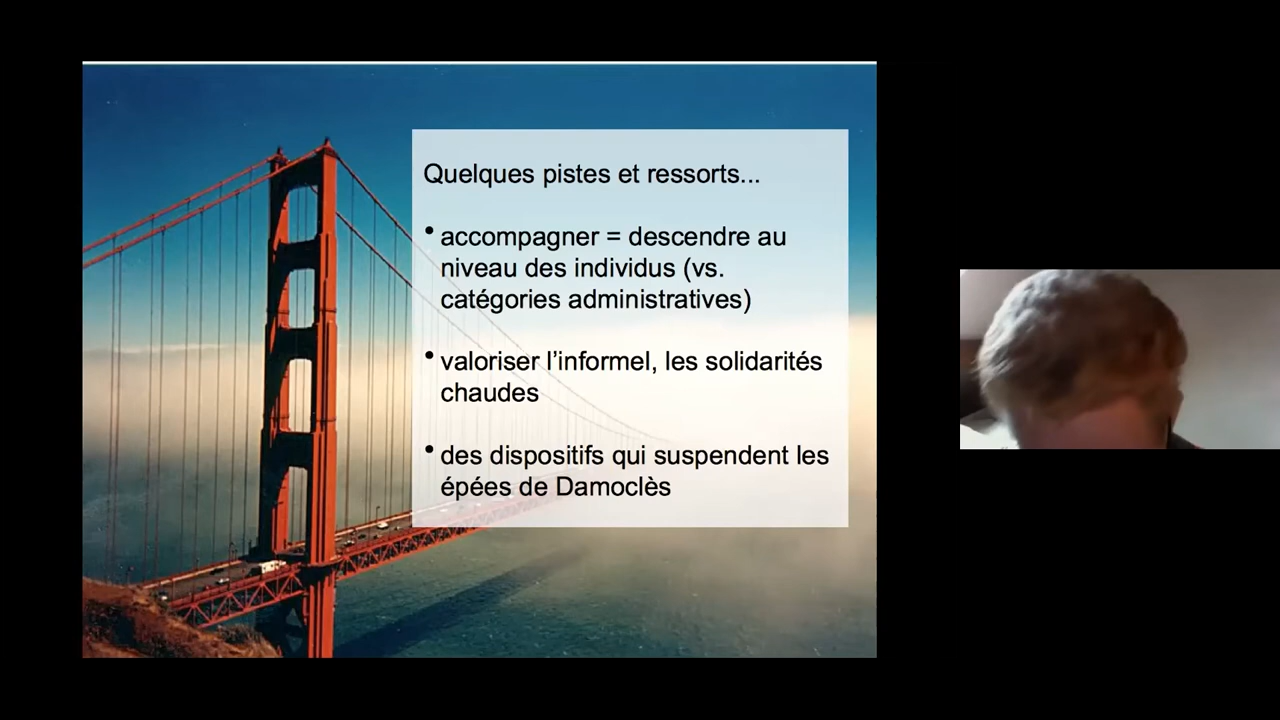 Quelques pistes et ressorts...
• accompagner = descendre au
niveau des individus (vs.
catégories administratives)
• valoriser l’informel, les solidarités
chaudes
• des dispositifs qui suspendent les
épées de Damoclès